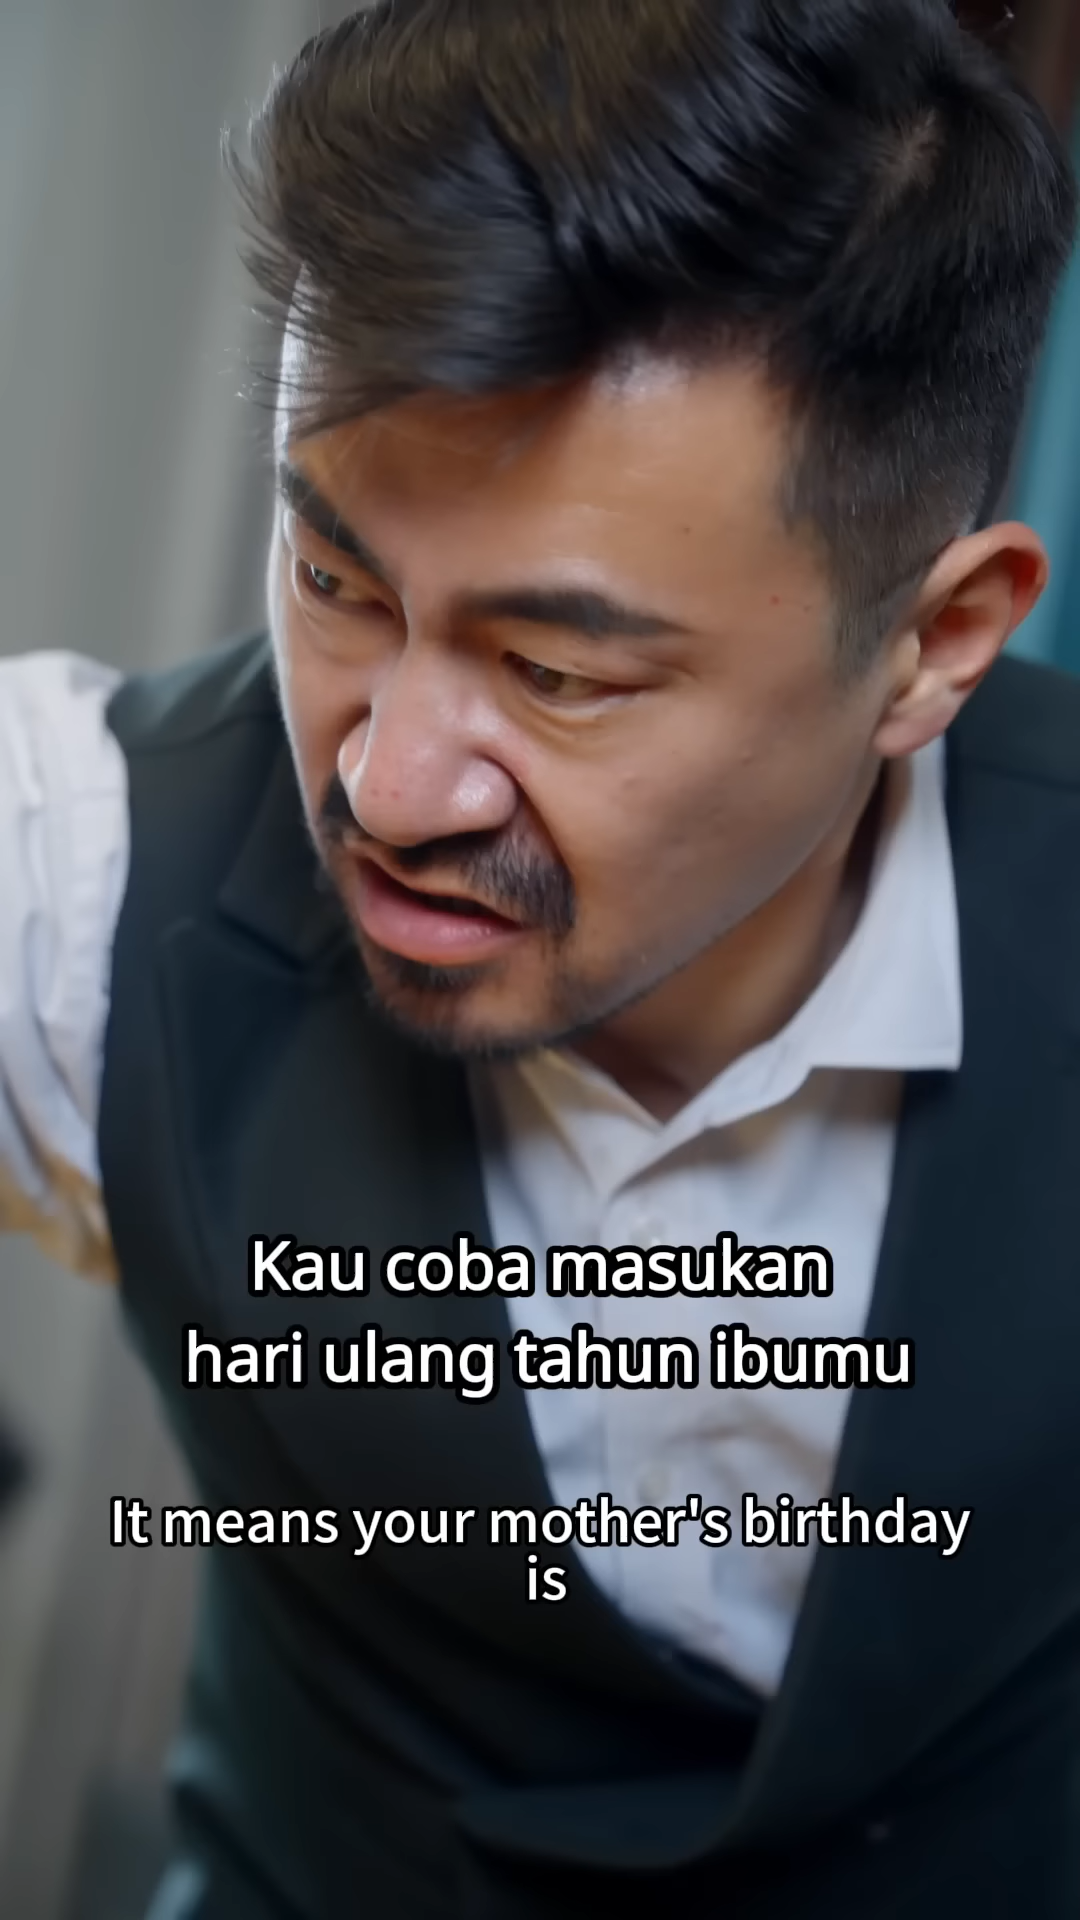 Kau coba masukan
hari ulang tahun ibumu
It means your mother's birthday
is